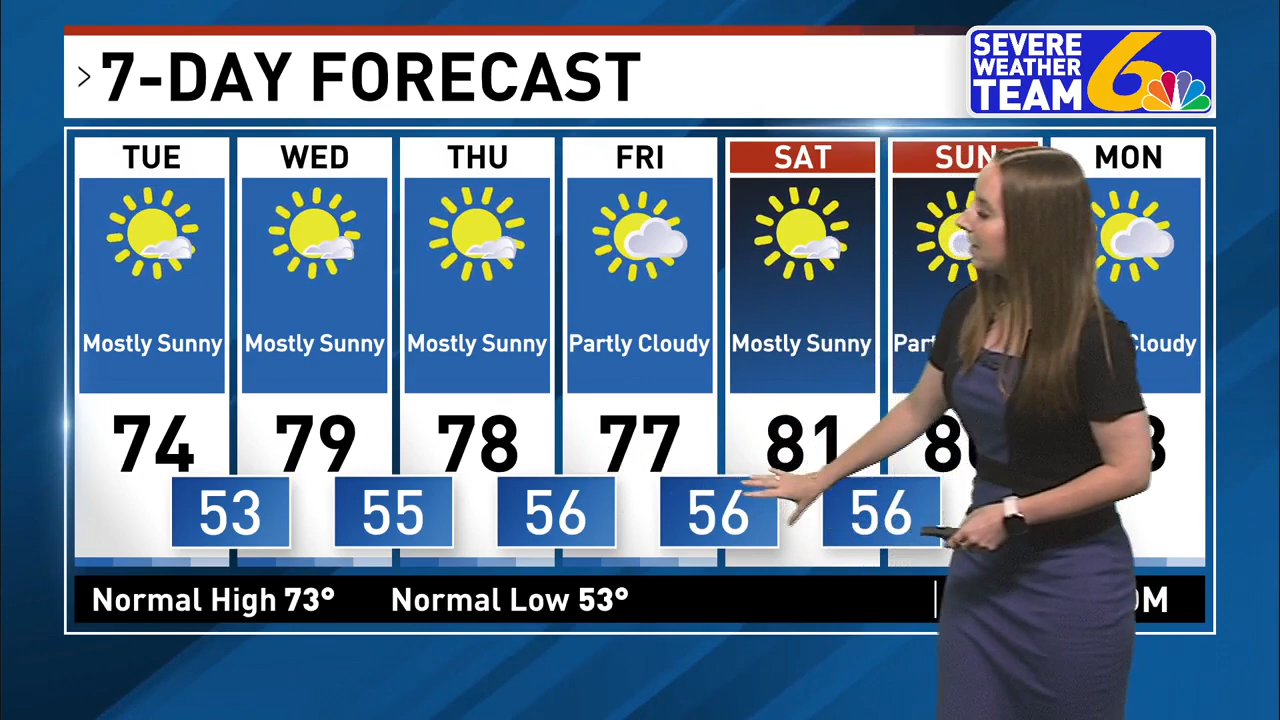 > 7-DAY FORECAST
SEVERE
WEATHER
TEAM 6
TUE WED THU FRI SAT SUN MON
Mostly Sunny Mostly Sunny Mostly Sunny Partly Cloudy Mostly Sunny Cloudy
74 79 78 77 81
53 55 56 56 56
Normal High 73° Normal Low 53°